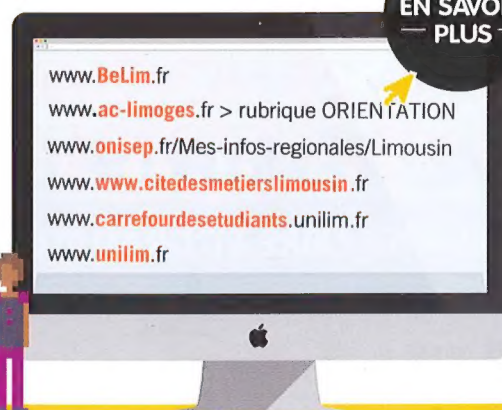 EN SAVOI
PLUS
www.BeLim.fr
www.ac-limoges.fr > rubrique ORIENTATION
www.onisep.fr/Mes-infos-regionales/Limousin
www.www.citedesmetierslimousin.fr
www.carrefourdesetudiants.unilim.fr
www.unilim.fr